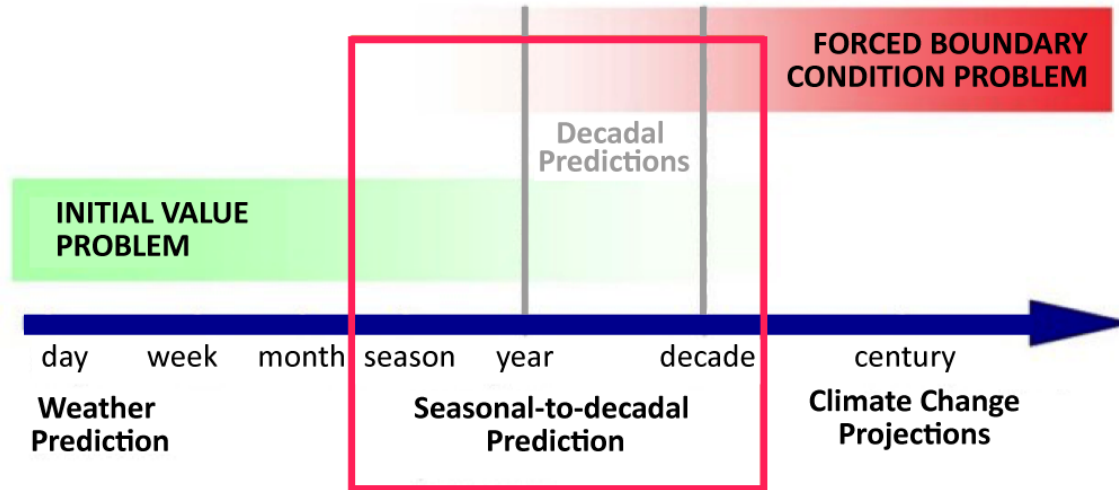 FORCED BOUNDARY
CONDITION PROBLEM
Decadal
Predictions
INITIAL VALUE
PROBLEM
day week month season year decade century
Weather
Prediction
Seasonal-to-decadal
Prediction
Climate Change
Projections